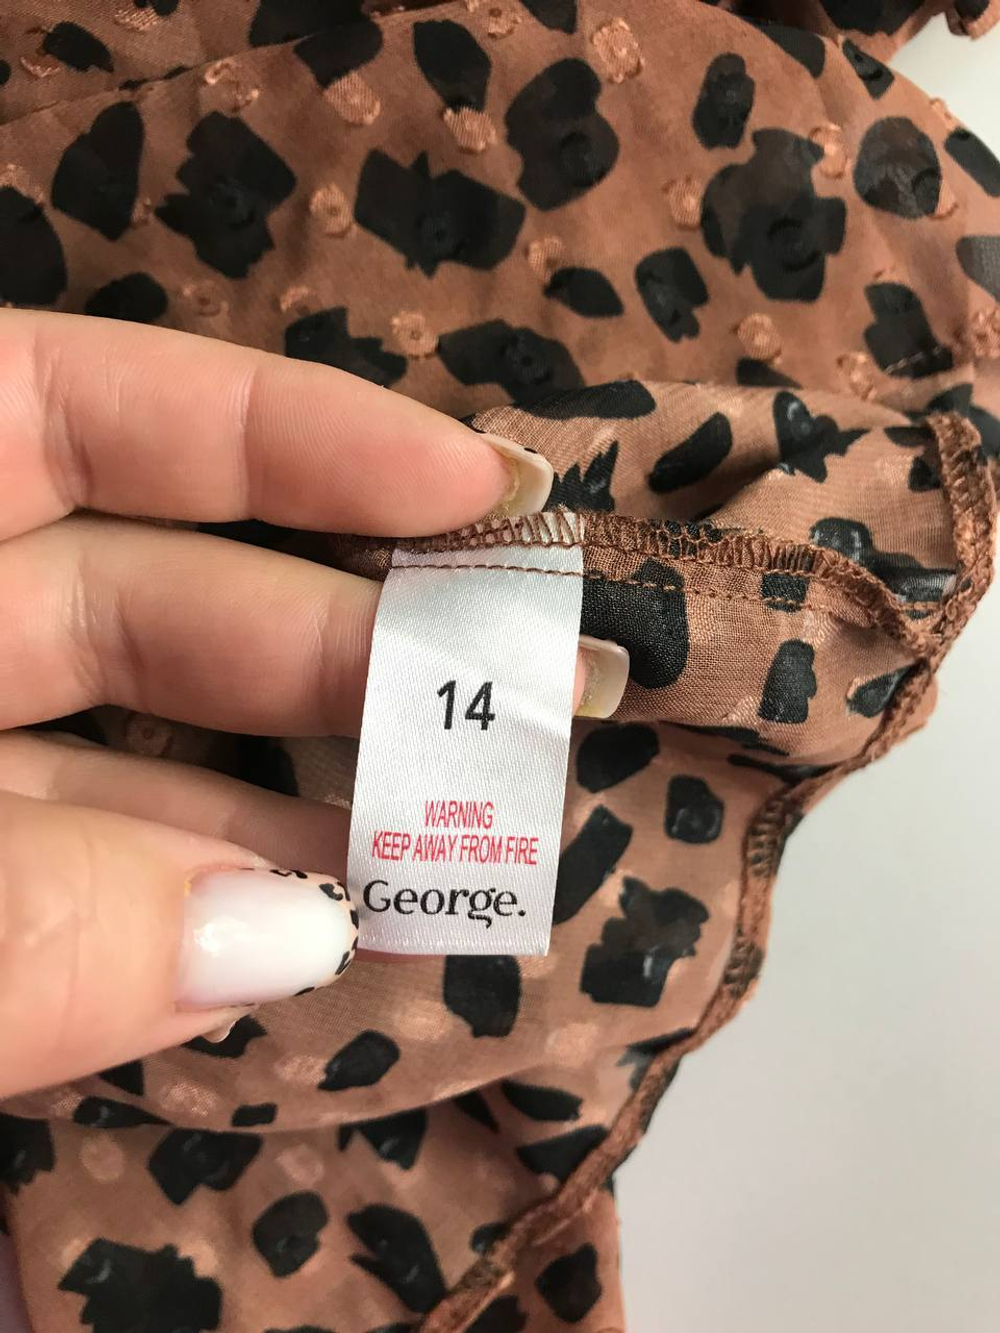 14
WARNING
KEEP AWAY FROM FIRE
George.